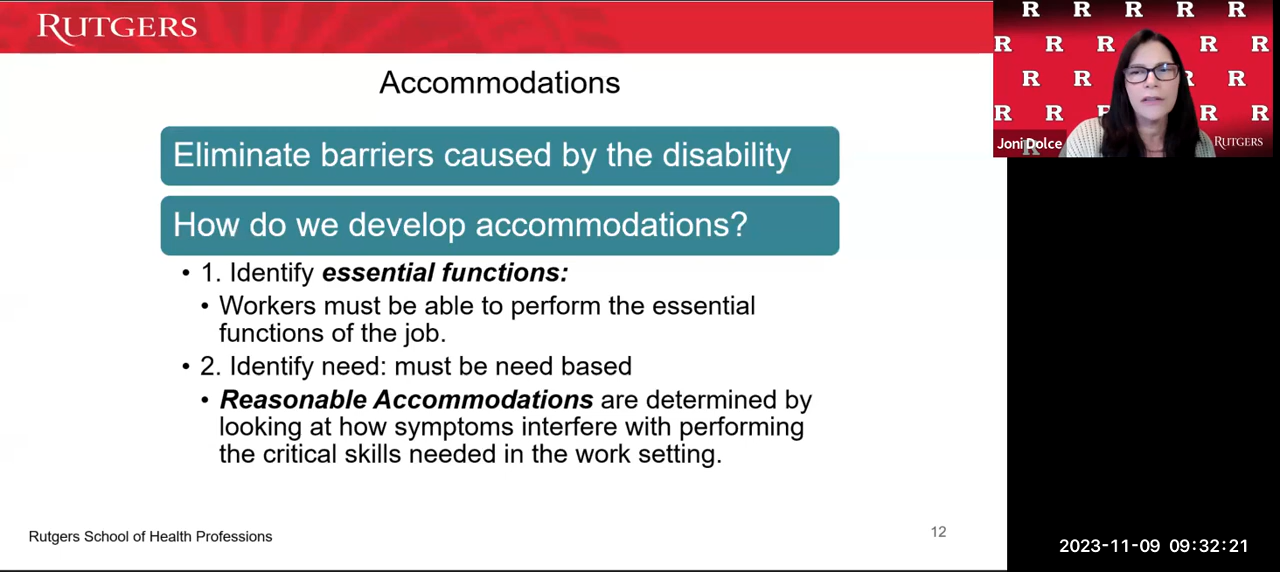 RUTGERS
Accommodations
Eliminate barriers caused by the disability
How do we develop accommodations?
• 1. Identify essential functions:
• Workers must be able to perform the essential
functions of the job.
• 2. Identify need: must be need based
• Reasonable Accommodations are determined by
looking at how symptoms interfere with performing
the critical skills needed in the work setting.
Rutgers School of Health Professions
12
R R R R R
R R R R R
R R R R
R R R R R
Joni Dolce
R
RUTGERS
2023-11-09 09:32:21